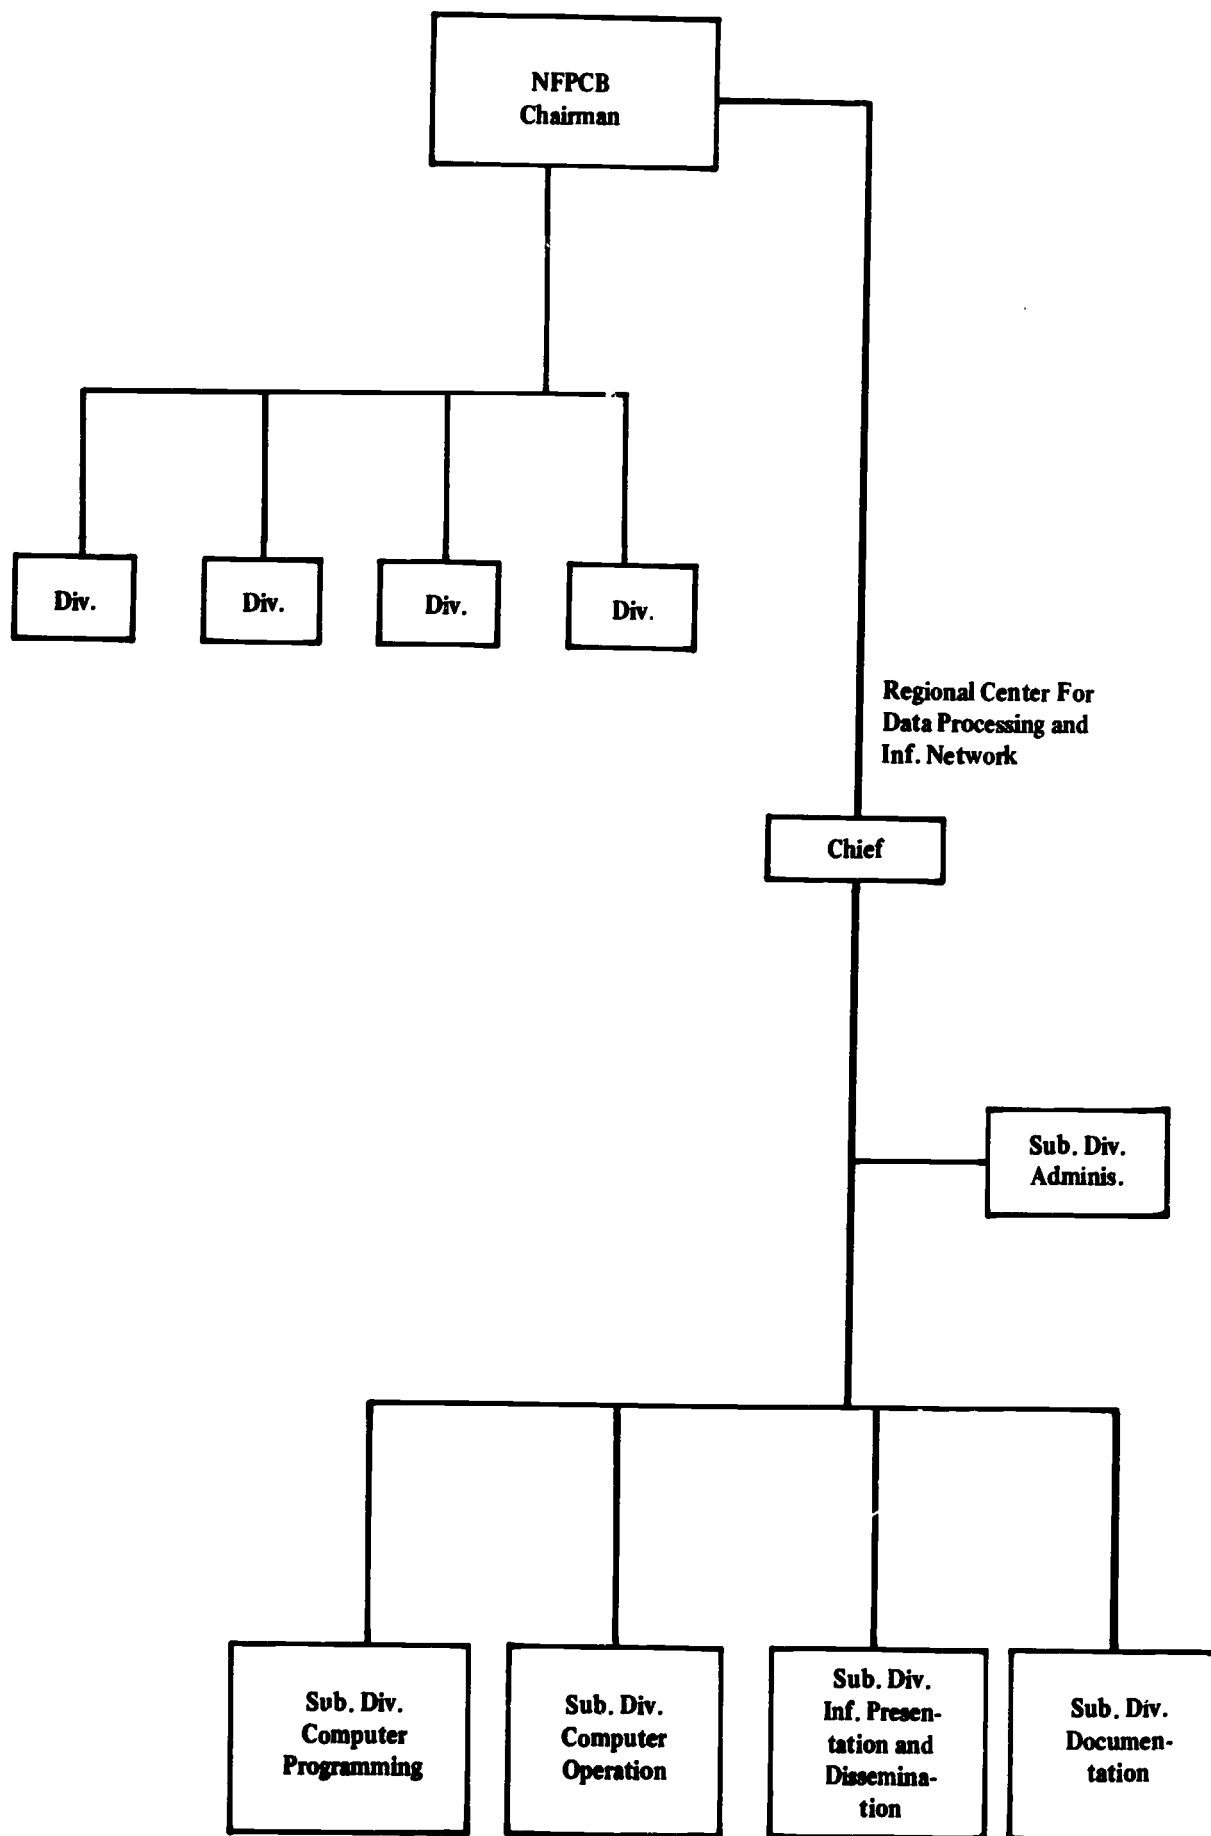 NFPCB
Chairman
Div.
Div.
Div.
Div.
Regional Center For
Data Processing and
Inf. Network
Chief
Sub. Div.
Adminis.
Sub. Div.
Computer
Programming
Sub. Div.
Computer
Operation
Sub. Div.
Inf. Presen-
tation and
Dissemina-
tion
Sub. Div.
Documen-
tation